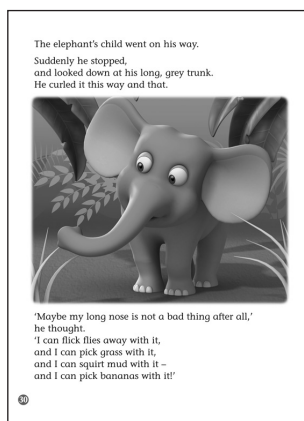 The elephant's child went on his way.
Suddenly he stopped,
and looked down at his long, grey trunk.
He curled it this way and that.
'Maybe my long nose is not a bad thing after all,'
he thought.
'I can flick flies away with it,
and I can pick grass with it,
and I can squirt mud with it –
and I can pick bananas with it!'
30